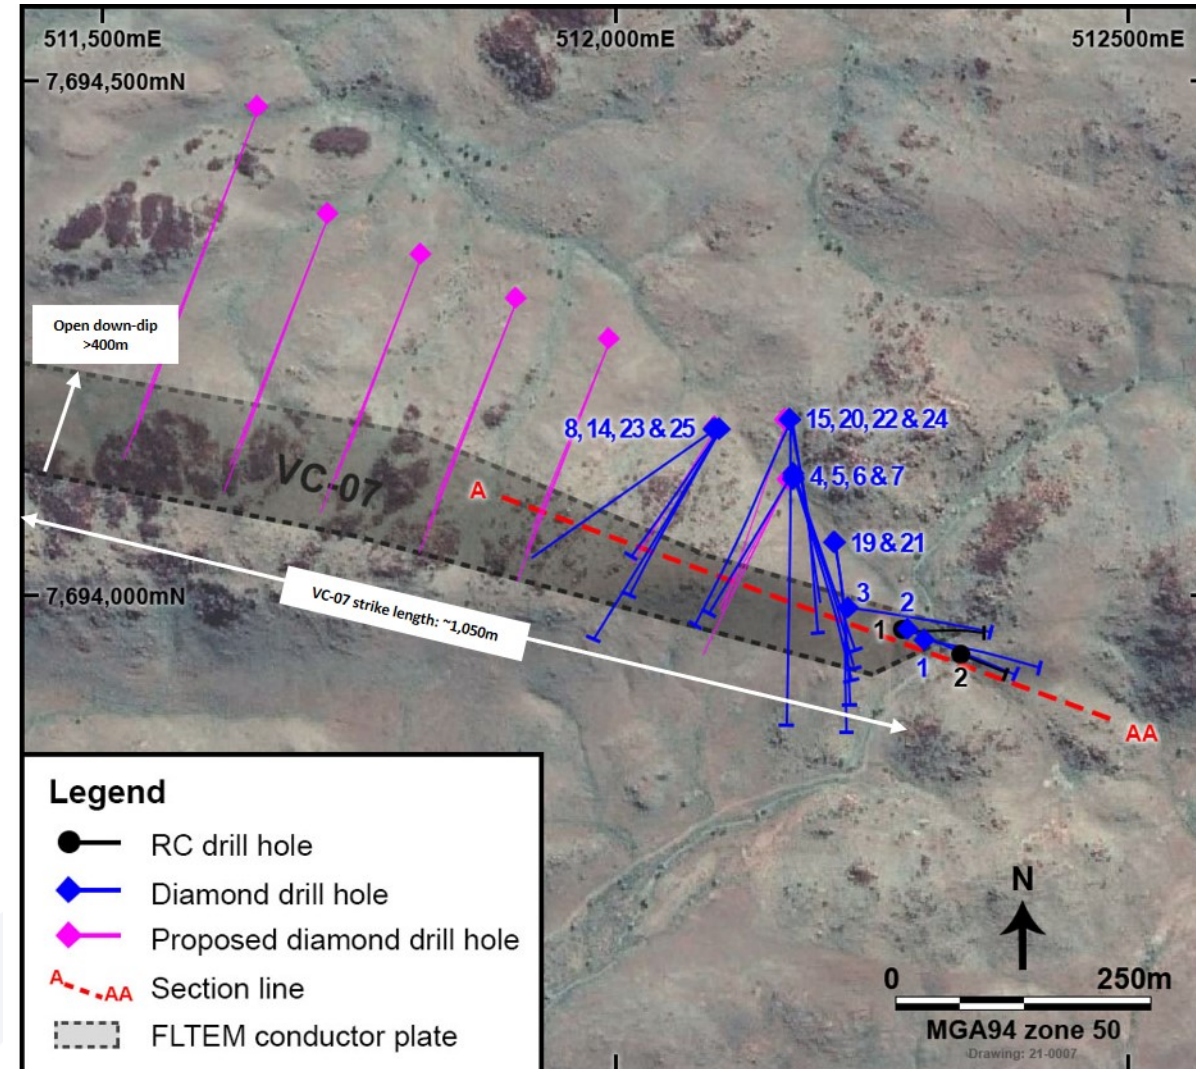 511,500mE
512,000mE
512500mE
7,694,500mN
Open down-dip
>400m
8, 14, 23 & 25
15, 20, 22 & 24
4, 5, 6 & 7
VC-07
A
19 & 21
7,694,000mN
VC-07 strike length: ~1,050m
3
2
1
1
2
AA
Legend
RC drill hole
Diamond drill hole
Proposed diamond drill hole
A
AA
Section line
FLTEM conductor plate
N
0
250m
MGA94 zone 50
Drawing: 21-0007